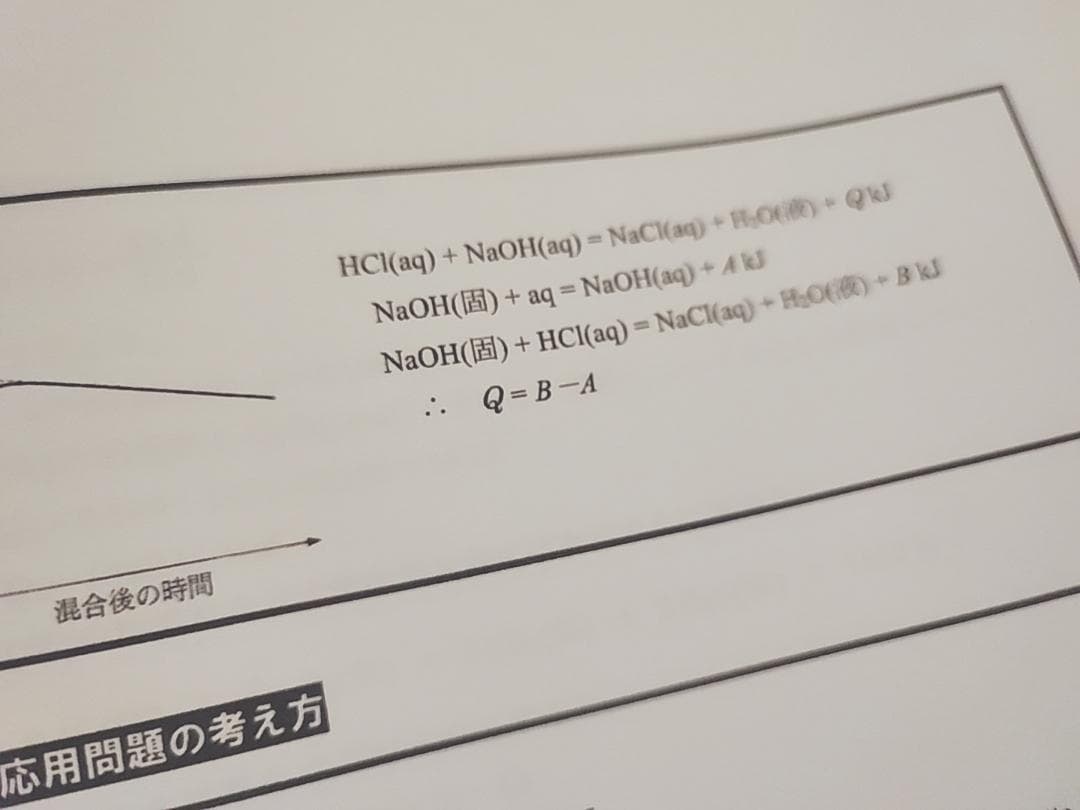 HCl(aq) + NaOH(aq) = NaCl(aq) + H₂O(液) + Q kJ
NaOH(固) + aq = NaOH(aq) + A kJ
NaOH(固) + HCl(aq) = NaCl(aq) + H₂O(液) + B kJ
∴ Q = B − A
混合後の時間
応用問題の考え方